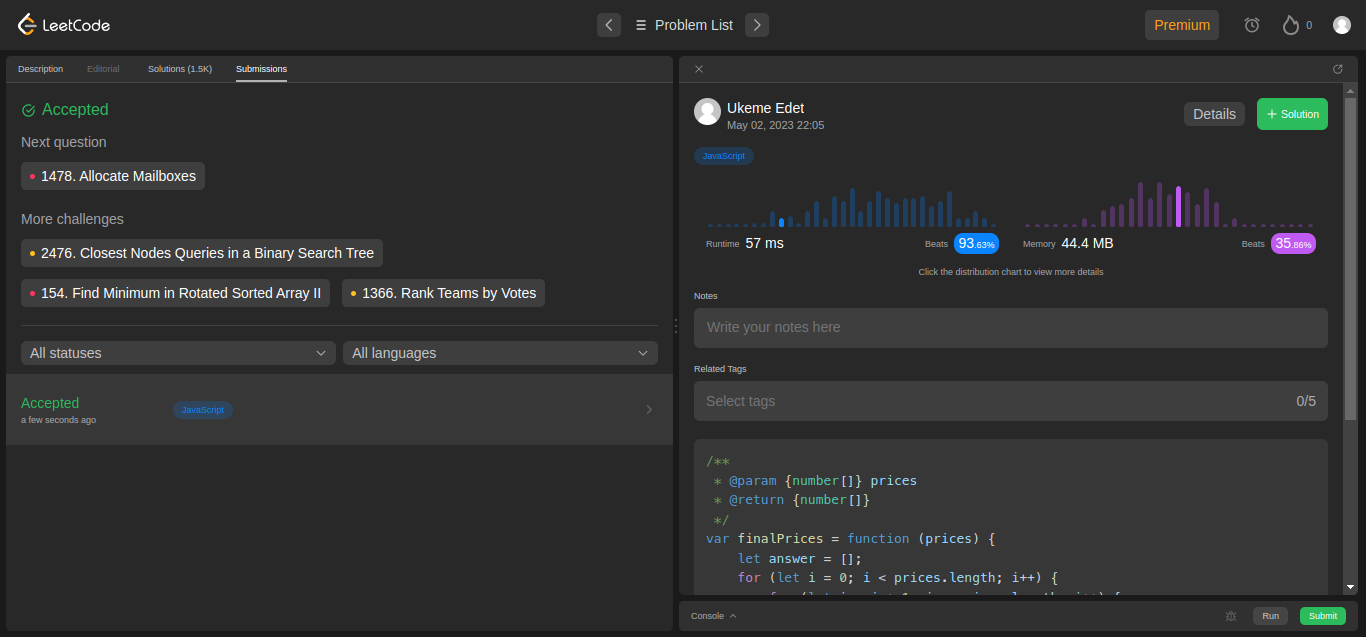 LeetCode
Problem List
Premium
0
Description Editorial Solutions (1.5K) Submissions
Accepted
Next question
1478. Allocate Mailboxes
More challenges
2476. Closest Nodes Queries in a Binary Search Tree
154. Find Minimum in Rotated Sorted Array II
1366. Rank Teams by Votes
All statuses
All languages
Accepted
a few seconds ago
JavaScript
Ukeme Edet
May 02, 2023 22:05
Details
+ Solution
JavaScript
Runtime 57 ms Beats 93.63%
Memory 44.4 MB Beats 35.86%
Click the distribution chart to view more details
Notes
Write your notes here
Related Tags
Select tags 0/5
/**
 * @param {number[]} prices
 * @return {number[]}
 */
var finalPrices = function (prices) {
    let answer = [];
    for (let i = 0; i < prices.length; i++) {
Console
Run
Submit